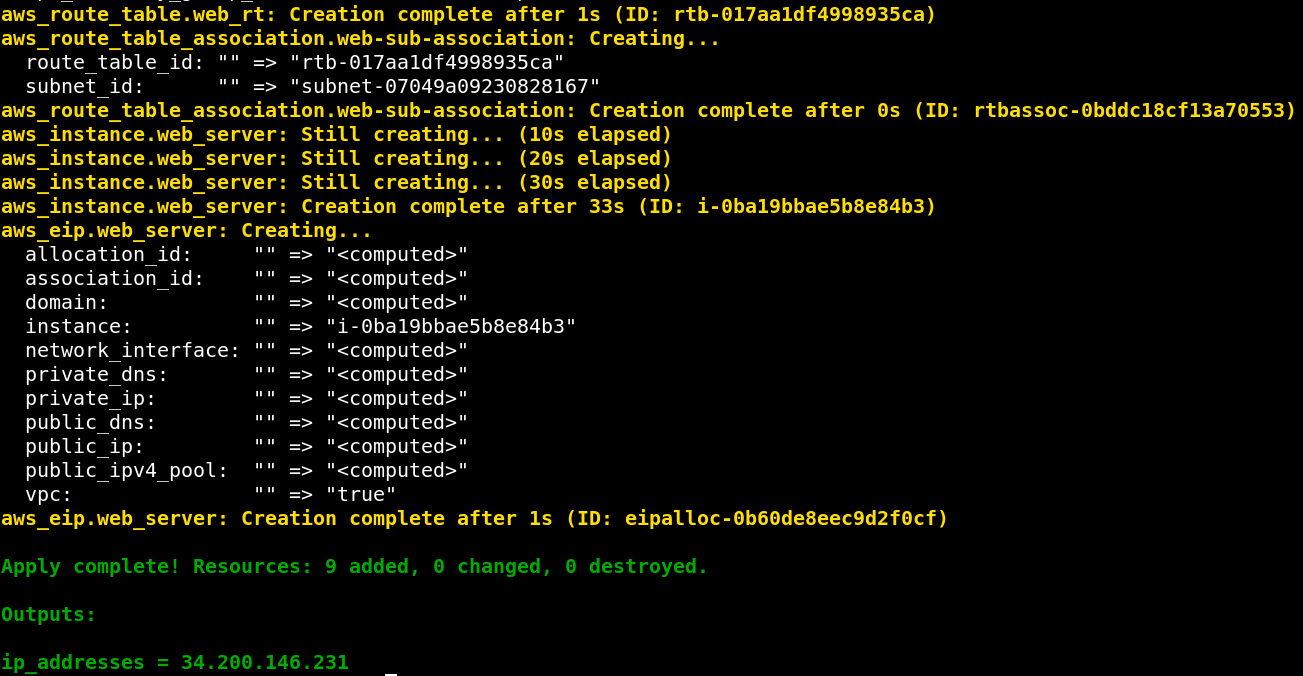 aws_route_table.web_rt: Creation complete after 1s (ID: rtb-017aa1df4998935ca)
aws_route_table_association.web-sub-association: Creating...
  route_table_id: "" => "rtb-017aa1df4998935ca"
  subnet_id:      "" => "subnet-07049a09230828167"
aws_route_table_association.web-sub-association: Creation complete after 0s (ID: rtbassoc-0bddc18cf13a70553)
aws_instance.web_server: Still creating... (10s elapsed)
aws_instance.web_server: Still creating... (20s elapsed)
aws_instance.web_server: Still creating... (30s elapsed)
aws_instance.web_server: Creation complete after 33s (ID: i-0ba19bbae5b8e84b3)
aws_eip.web_server: Creating...
  allocation_id:     "" => "<computed>"
  association_id:    "" => "<computed>"
  domain:            "" => "<computed>"
  instance:          "" => "i-0ba19bbae5b8e84b3"
  network_interface: "" => "<computed>"
  private_dns:       "" => "<computed>"
  private_ip:        "" => "<computed>"
  public_dns:        "" => "<computed>"
  public_ip:         "" => "<computed>"
  public_ipv4_pool:  "" => "<computed>"
  vpc:               "" => "true"
aws_eip.web_server: Creation complete after 1s (ID: eipalloc-0b60de8eec9d2f0cf)
Apply complete! Resources: 9 added, 0 changed, 0 destroyed.
Outputs:
ip_addresses = 34.200.146.231